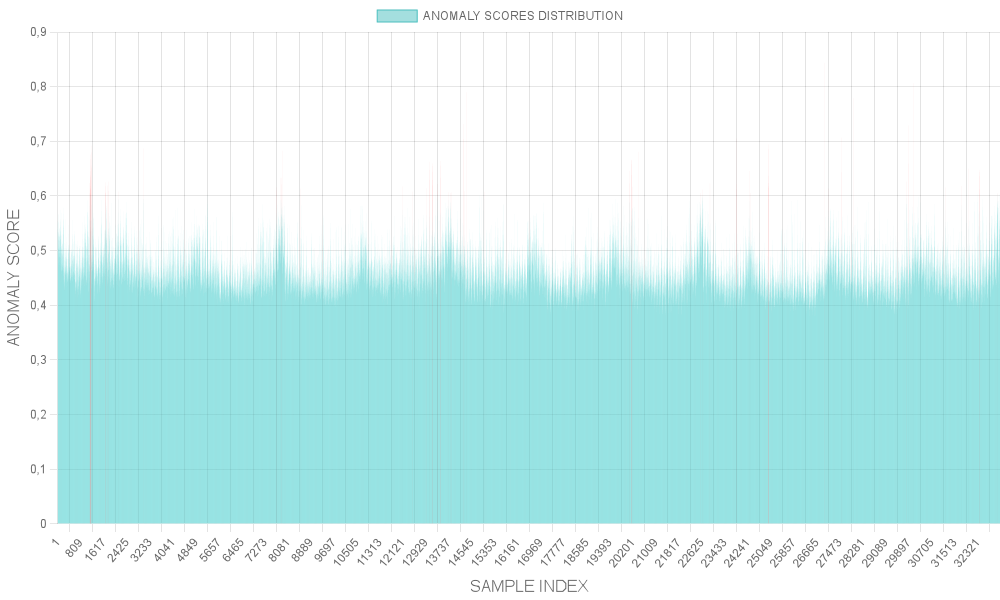 ANOMALY SCORES DISTRIBUTION
0,9
0,8
0,7
0,6
0,5
0,4
0,3
0,2
0,1
0
ANOMALY SCORE
1 809 1617 2425 3233 4041 4849 5657 6465 7273 8081 8889 9697 10505 11313 12121 12929 13737 14545 15353 16161 16969 17777 18585 19393 20201 21009 21817 22625 23433 24241 25049 25857 26665 27473 28281 29089 29897 30705 31513 32321
SAMPLE INDEX